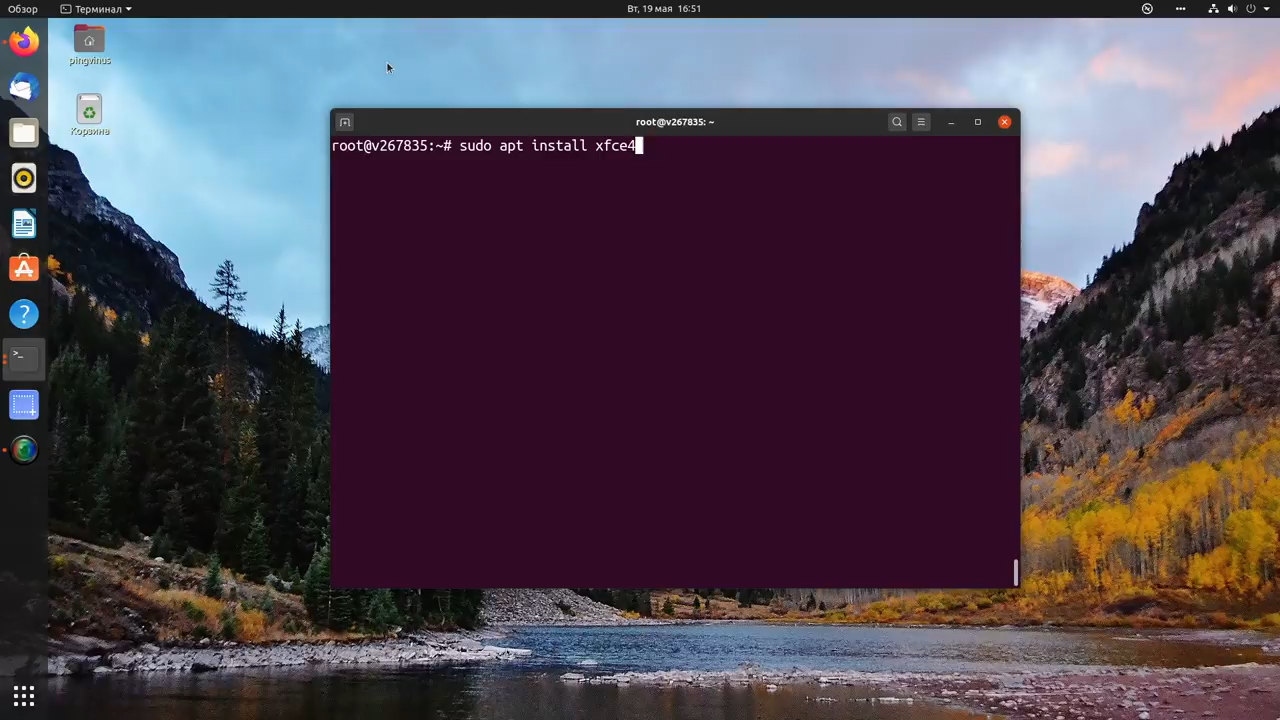 Обзор
Терминал
Вт, 19 мая 16:51
pingvinus
Корзина
root@v267835: ~
root@v267835:~# sudo apt install xfce4